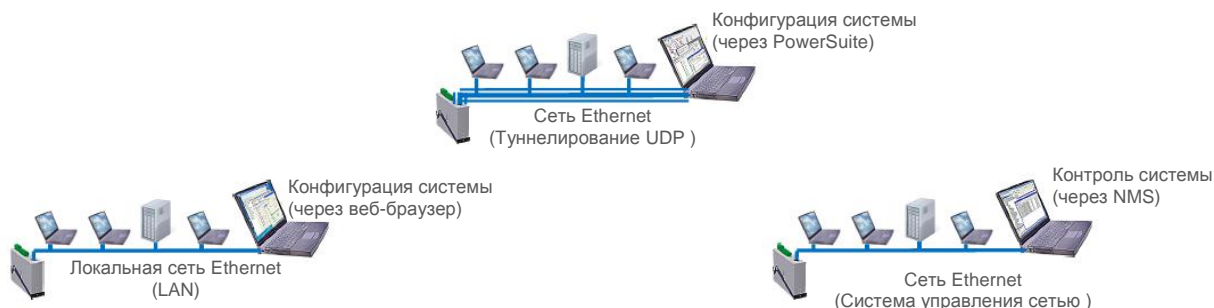 Конфигурация системы
(через PowerSuite)
Сеть Ethernet
(Туннелирование UDP )
Конфигурация системы
(через веб-браузер)
Локальная сеть Ethernet
(LAN)
Контроль системы
(через NMS)
Сеть Ethernet
(Система управления сетью )